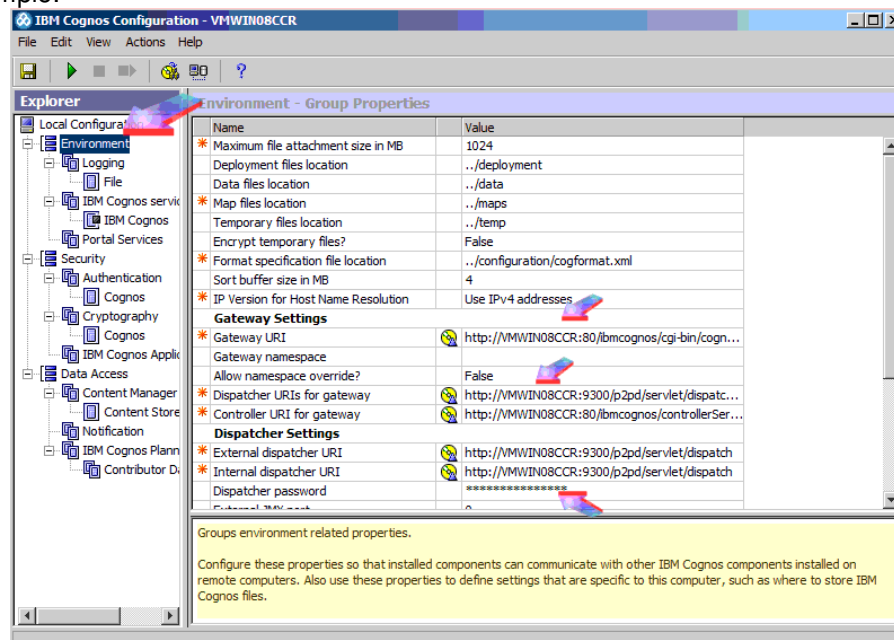 IBM Cognos Configuration - VMWIN08CCR
File Edit View Actions Help
Explorer
Environment - Group Properties
Local Configuration
Environment
Logging
File
IBM Cognos servic
IBM Cognos
Portal Services
Security
Authentication
Cognos
Cryptography
Cognos
IBM Cognos Applic
Data Access
Content Manager
Content Store
Notification
IBM Cognos Plann
Contributor Da
Name Value
* Maximum file attachment size in MB 1024
Deployment files location ../deployment
Data files location ../data
* Map files location ../maps
Temporary files location ../temp
Encrypt temporary files? False
* Format specification file location ../configuration/cogformat.xml
Sort buffer size in MB 4
* IP Version for Host Name Resolution Use IPv4 addresses
Gateway Settings
* Gateway URI http://VMWIN08CCR:80/ibmcognos/cgi-bin/cogn...
Gateway namespace
Allow namespace override? False
* Dispatcher URIs for gateway http://VMWIN08CCR:9300/p2pd/servlet/dispatc...
* Controller URI for gateway http://VMWIN08CCR:80/ibmcognos/controllerSer...
Dispatcher Settings
* External dispatcher URI http://VMWIN08CCR:9300/p2pd/servlet/dispatch
* Internal dispatcher URI http://VMWIN08CCR:9300/p2pd/servlet/dispatch
Dispatcher password ***************
Groups environment related properties.
Configure these properties so that installed components can communicate with other IBM Cognos components installed on
remote computers. Also use these properties to define settings that are specific to this computer, such as where to store IBM
Cognos files.